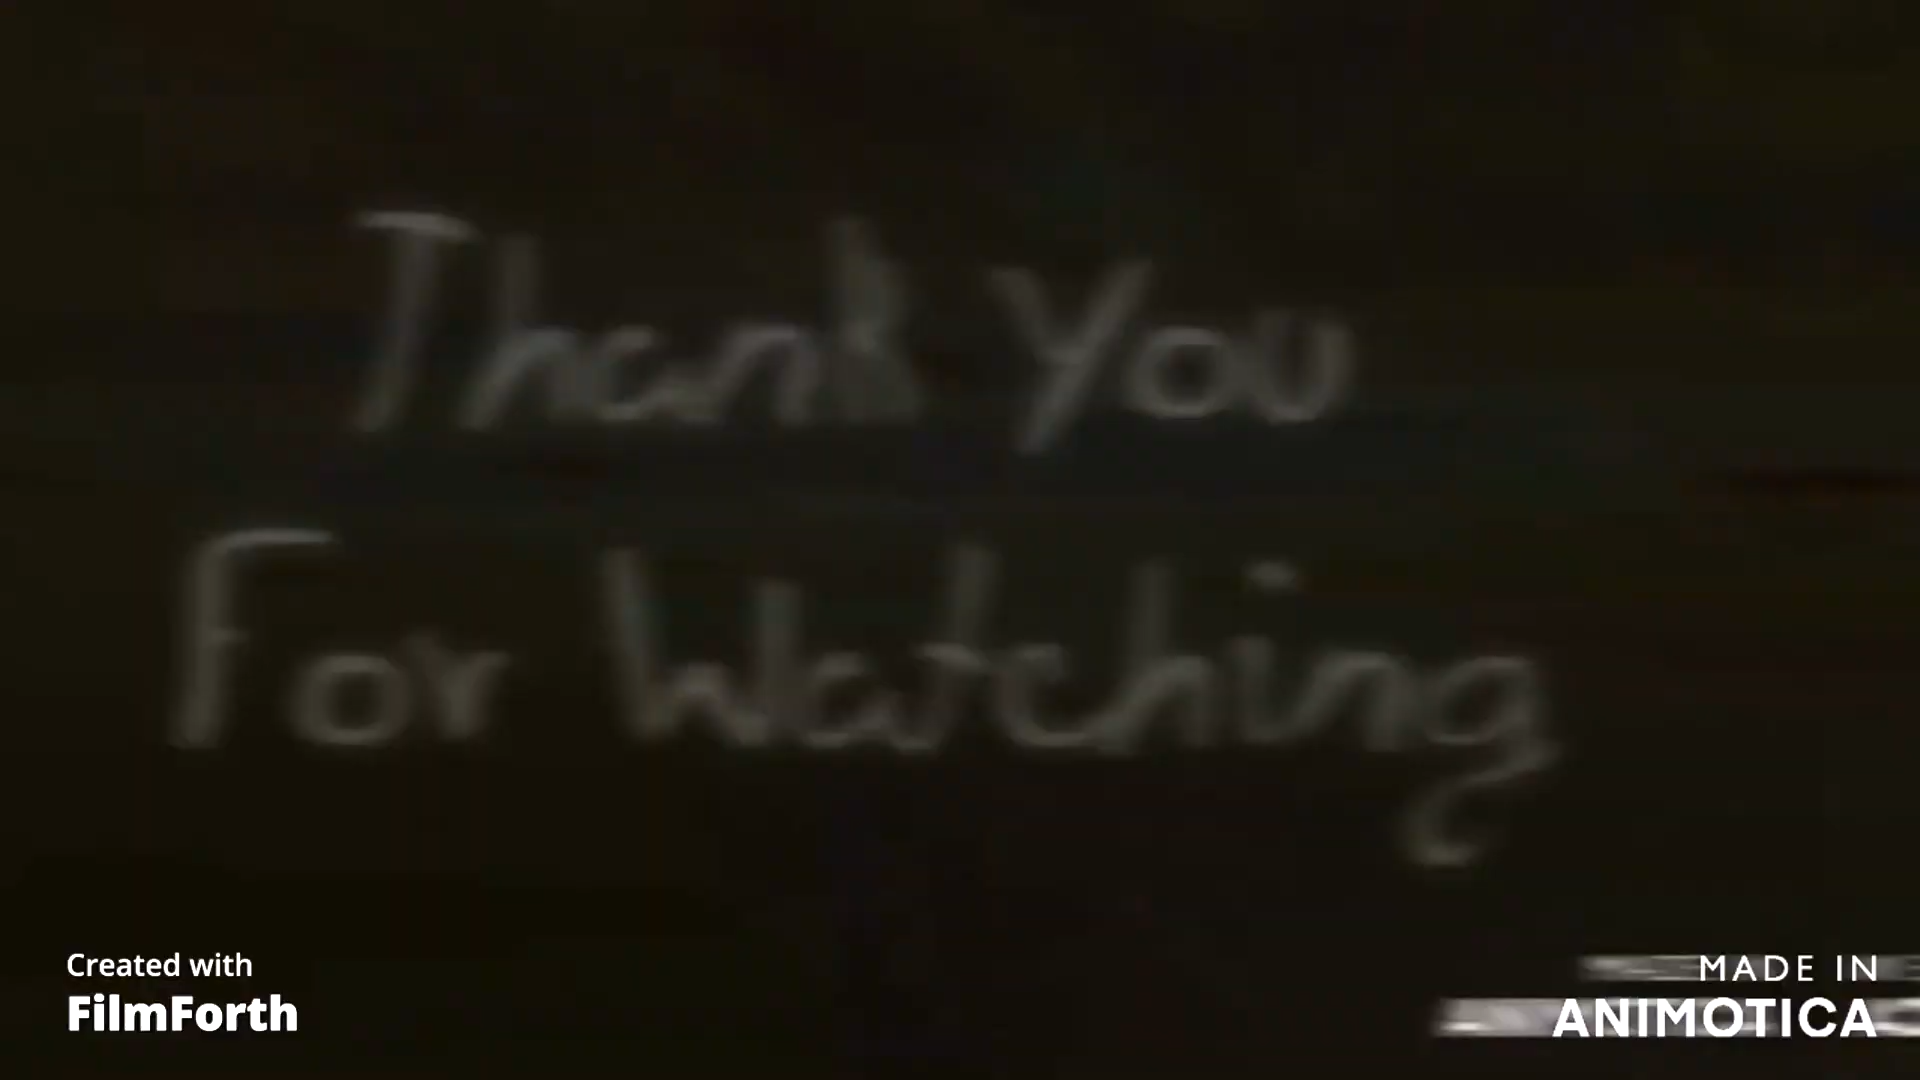 Thank You
For Watching
Created with
FilmForth
MADE IN
ANIMOTICA